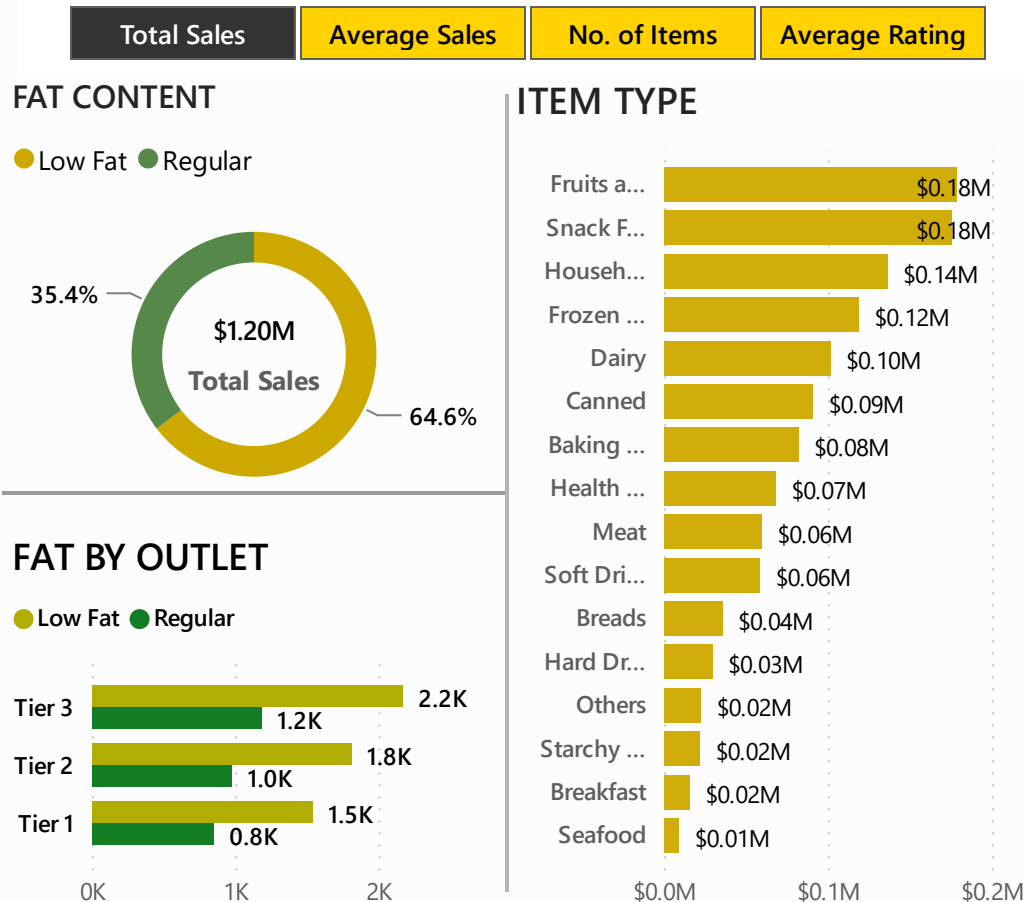 Total Sales Average Sales No. of Items Average Rating
FAT CONTENT
Low Fat Regular
35.4%
$1.20M
Total Sales
64.6%
FAT BY OUTLET
Low Fat Regular
Tier 3 2.2K
1.2K
Tier 2 1.8K
1.0K
Tier 1 1.5K
0.8K
0K 1K 2K
ITEM TYPE
Fruits a... $0.18M
Snack F... $0.18M
Househ... $0.14M
Frozen ... $0.12M
Dairy $0.10M
Canned $0.09M
Baking ... $0.08M
Health ... $0.07M
Meat $0.06M
Soft Dri... $0.06M
Breads $0.04M
Hard Dr... $0.03M
Others $0.02M
Starchy ... $0.02M
Breakfast $0.02M
Seafood $0.01M
$0.0M $0.1M $0.2M